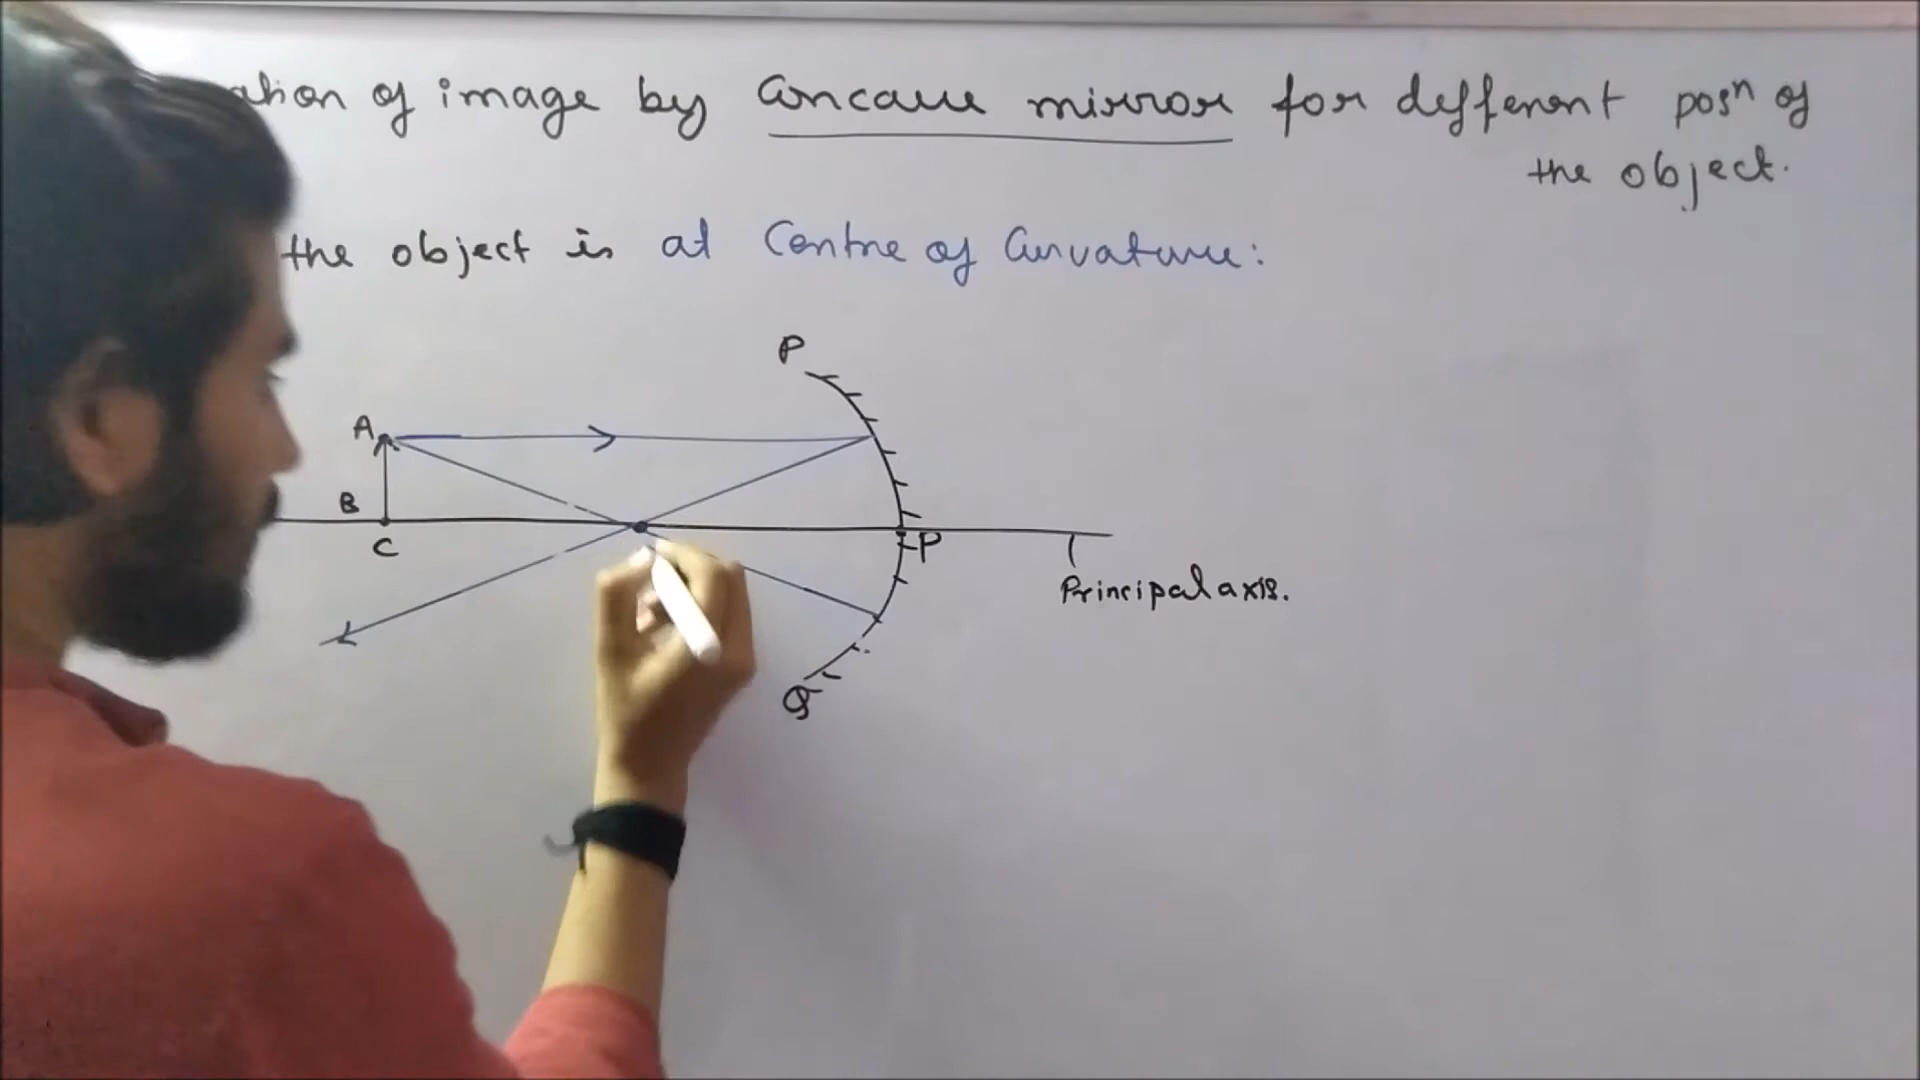 ation of image by Concave mirror for different posⁿ of
the object.
the object is at Centre of Curvature:
P
A
B
C
P
Principal axis.
Q